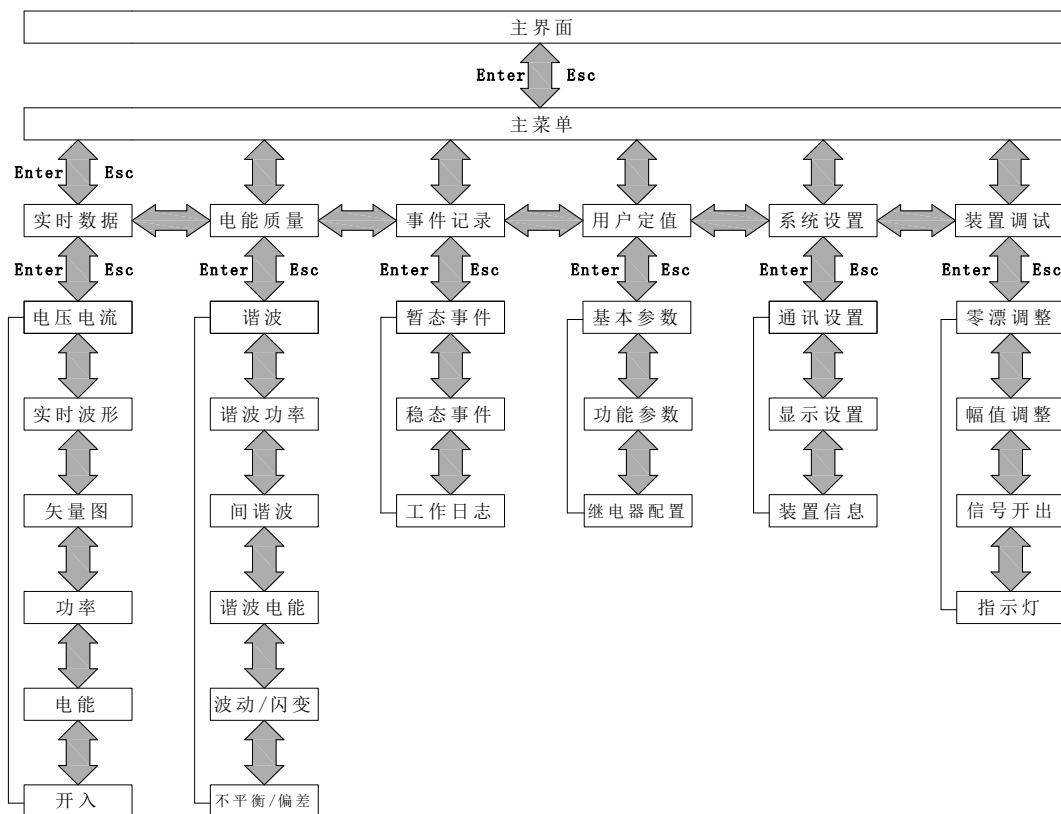 主界面
Enter Esc
主菜单
Enter Esc
实时数据 电能质量 事件记录 用户定值 系统设置 装置调试
Enter Esc Enter Esc Enter Esc Enter Esc Enter Esc Enter Esc
电压电流 谐波 暂态事件 基本参数 通讯设置 零漂调整
实时波形 谐波功率 稳态事件 功能参数 显示设置 幅值调整
矢量图 间谐波 工作日志 继电器配置 装置信息 信号开出
功率 谐波电能 指示灯
电能 波动/闪变
开入 不平衡/偏差